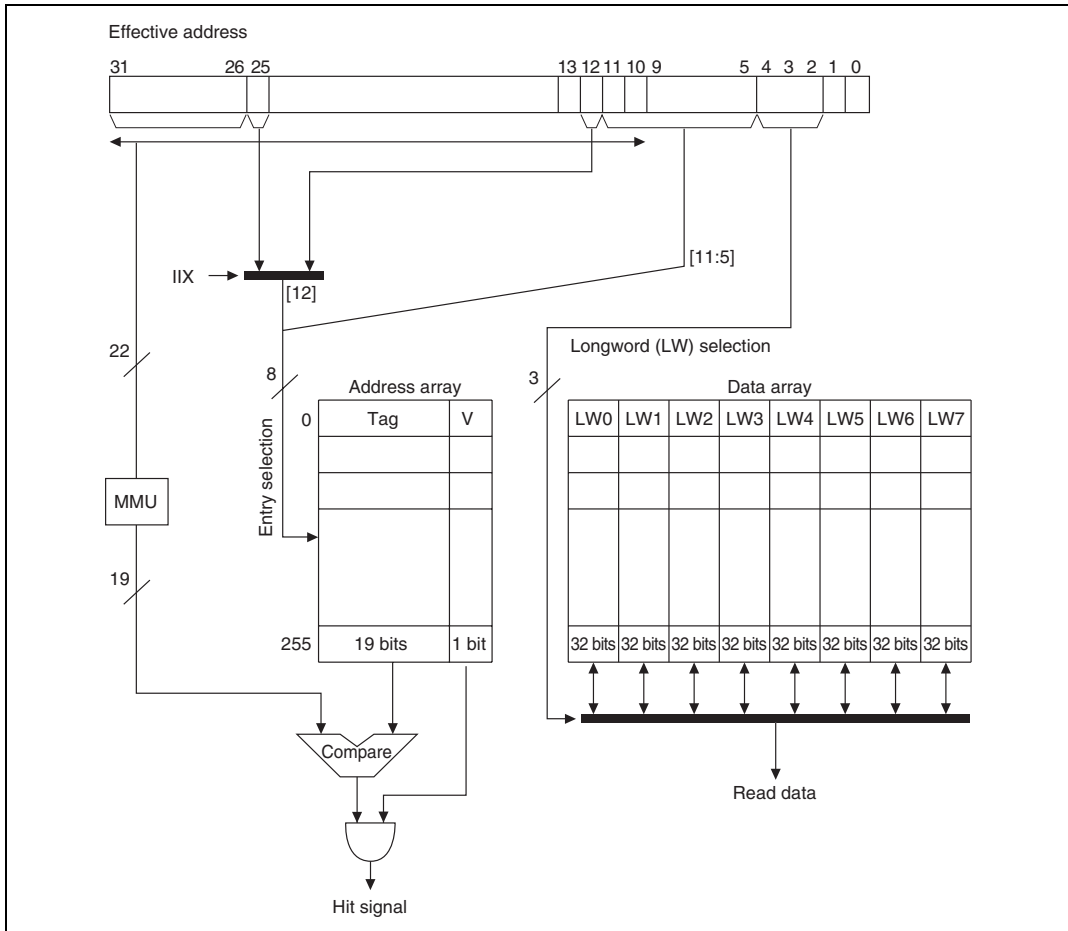 Effective address
31 26 25 13 12 11 10 9 5 4 3 2 1 0
IIX
[12]
[11:5]
22
8
3
Longword (LW) selection
Entry selection
Address array
Data array
0 Tag V
LW0 LW1 LW2 LW3 LW4 LW5 LW6 LW7
MMU
19
255 19 bits 1 bit
32 bits 32 bits 32 bits 32 bits 32 bits 32 bits 32 bits 32 bits
Compare
Read data
Hit signal